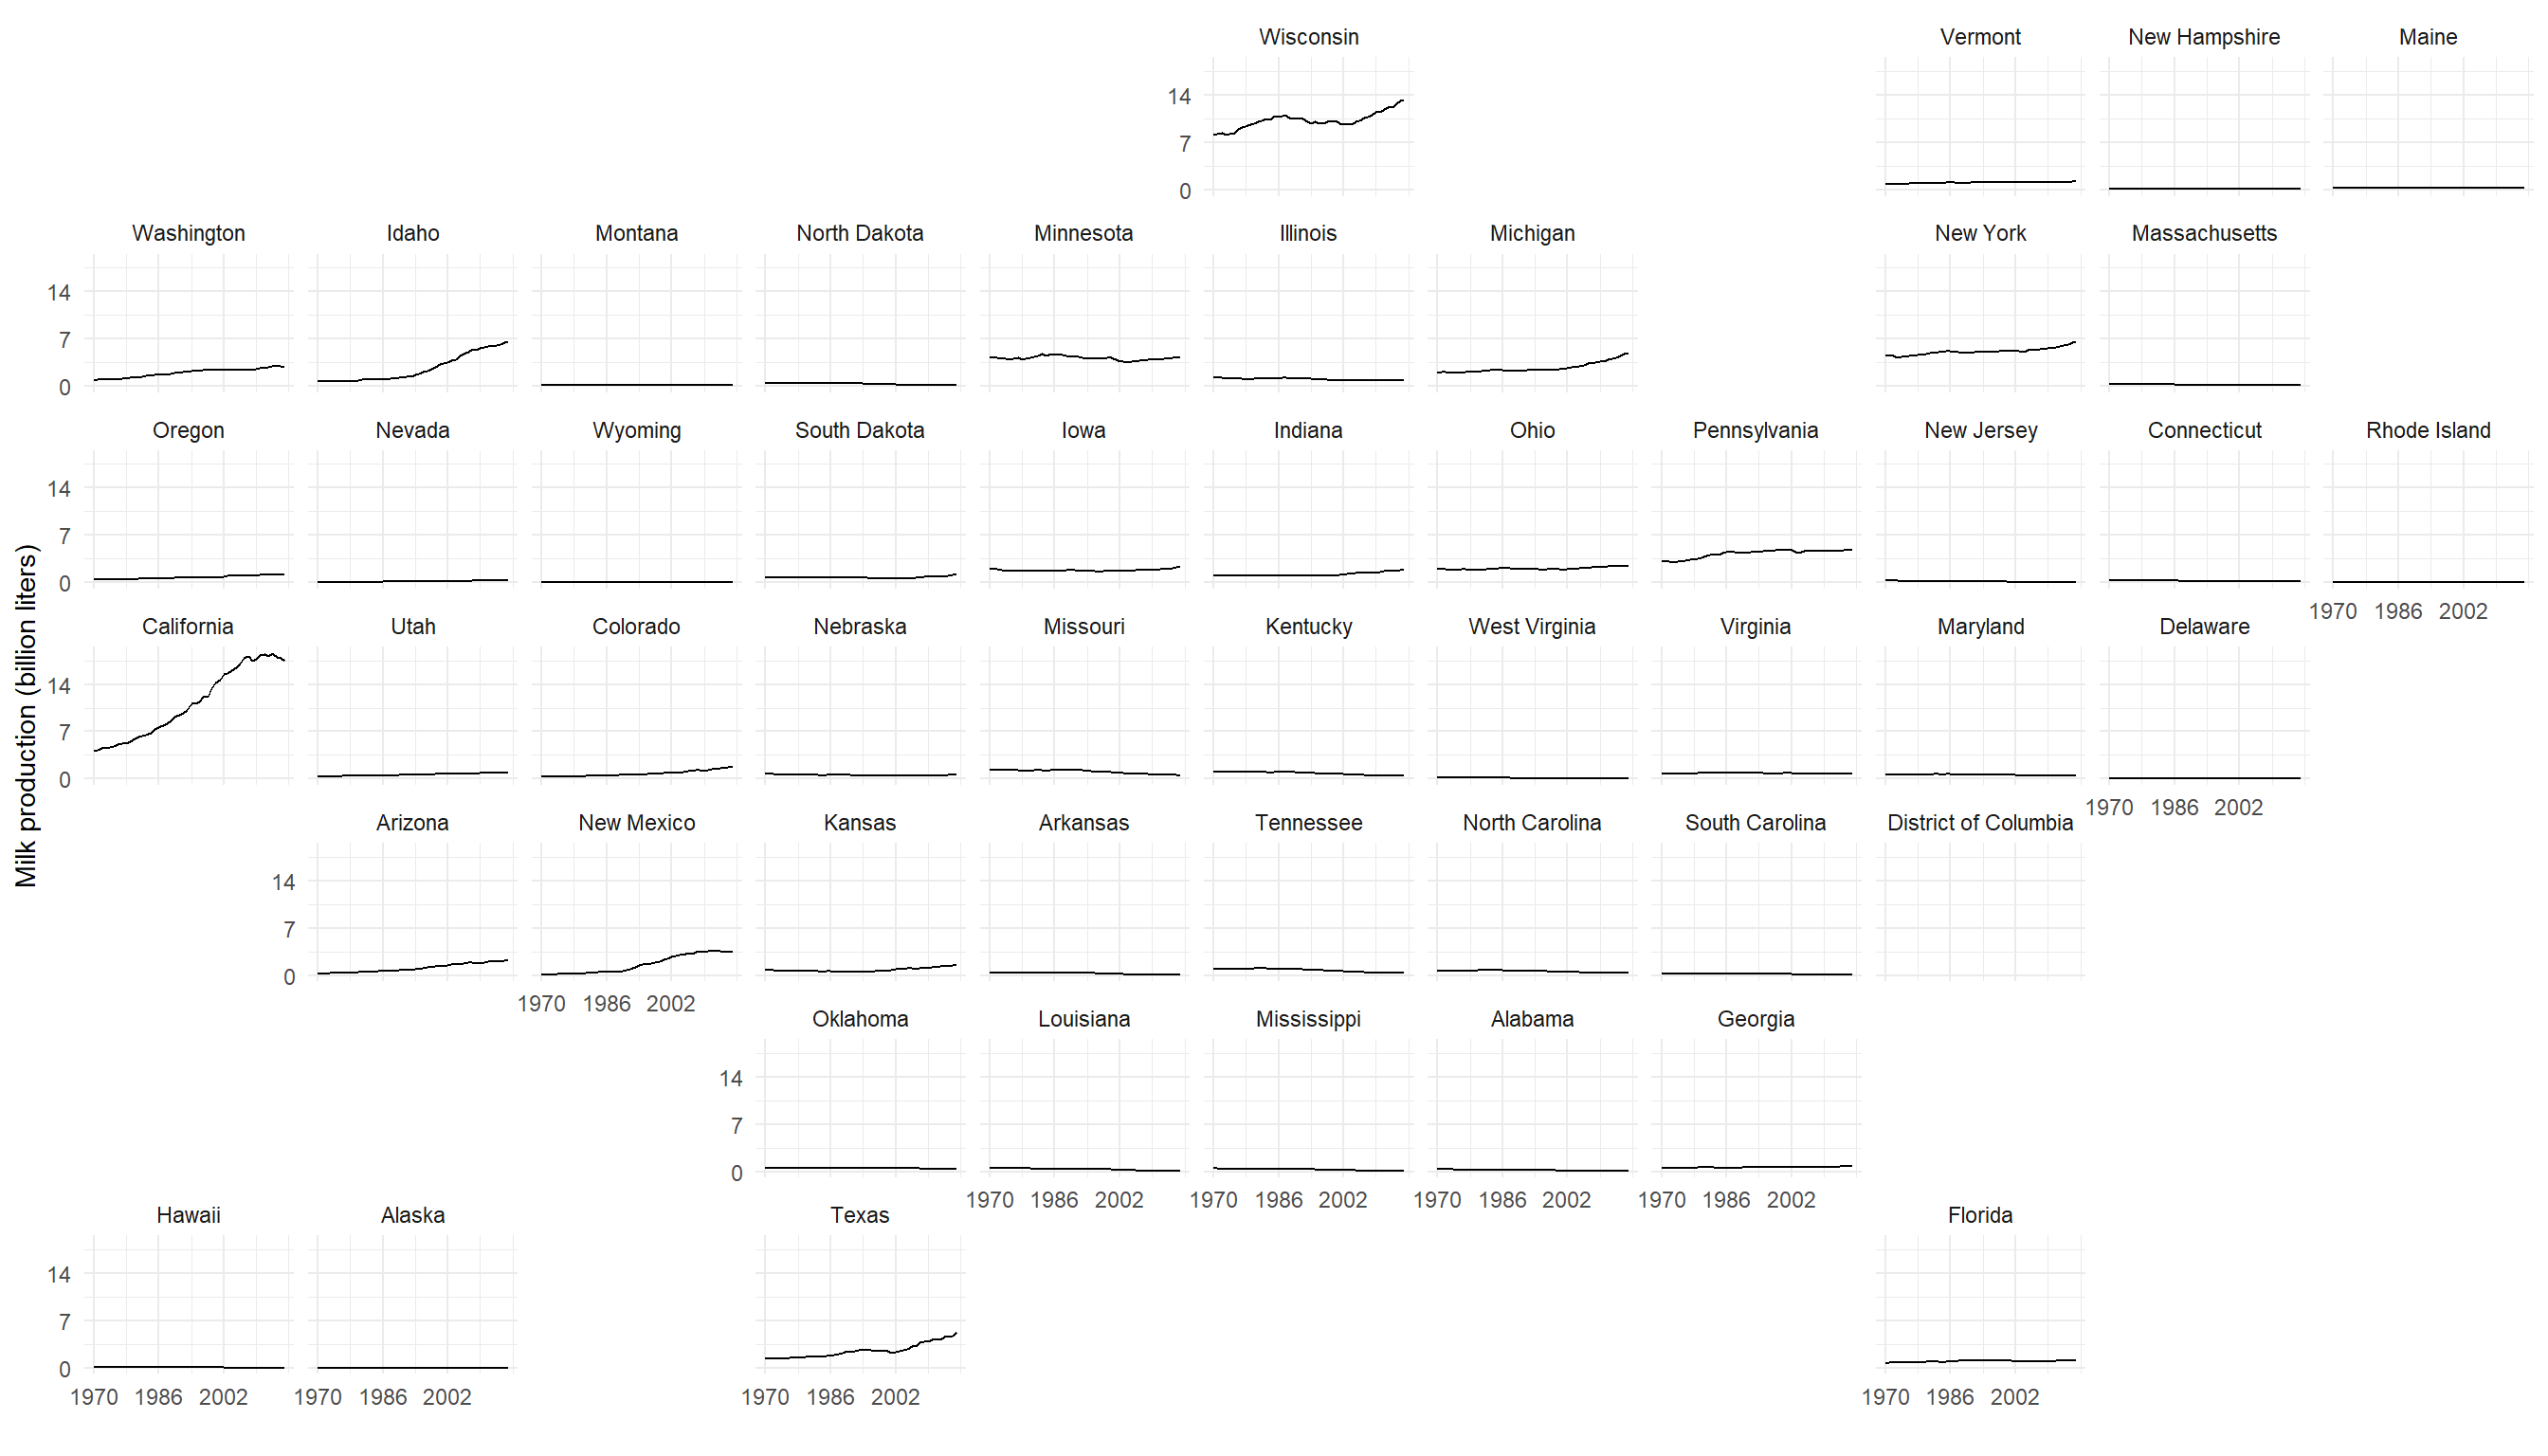 Wisconsin Vermont New Hampshire Maine
14
7
0
Washington Idaho Montana North Dakota Minnesota Illinois Michigan New York Massachusetts
14
7
0
Oregon Nevada Wyoming South Dakota Iowa Indiana Ohio Pennsylvania New Jersey Connecticut Rhode Island
14
7
0
1970 1986 2002
California Utah Colorado Nebraska Missouri Kentucky West Virginia Virginia Maryland Delaware
14
7
0
1970 1986 2002
Arizona New Mexico Kansas Arkansas Tennessee North Carolina South Carolina District of Columbia
14
7
0
1970 1986 2002
Oklahoma Louisiana Mississippi Alabama Georgia
14
7
0
1970 1986 2002 1970 1986 2002 1970 1986 2002 1970 1986 2002
Hawaii Alaska Texas Florida
14
7
0
1970 1986 2002 1970 1986 2002 1970 1986 2002 1970 1986 2002
Milk production (billion liters)